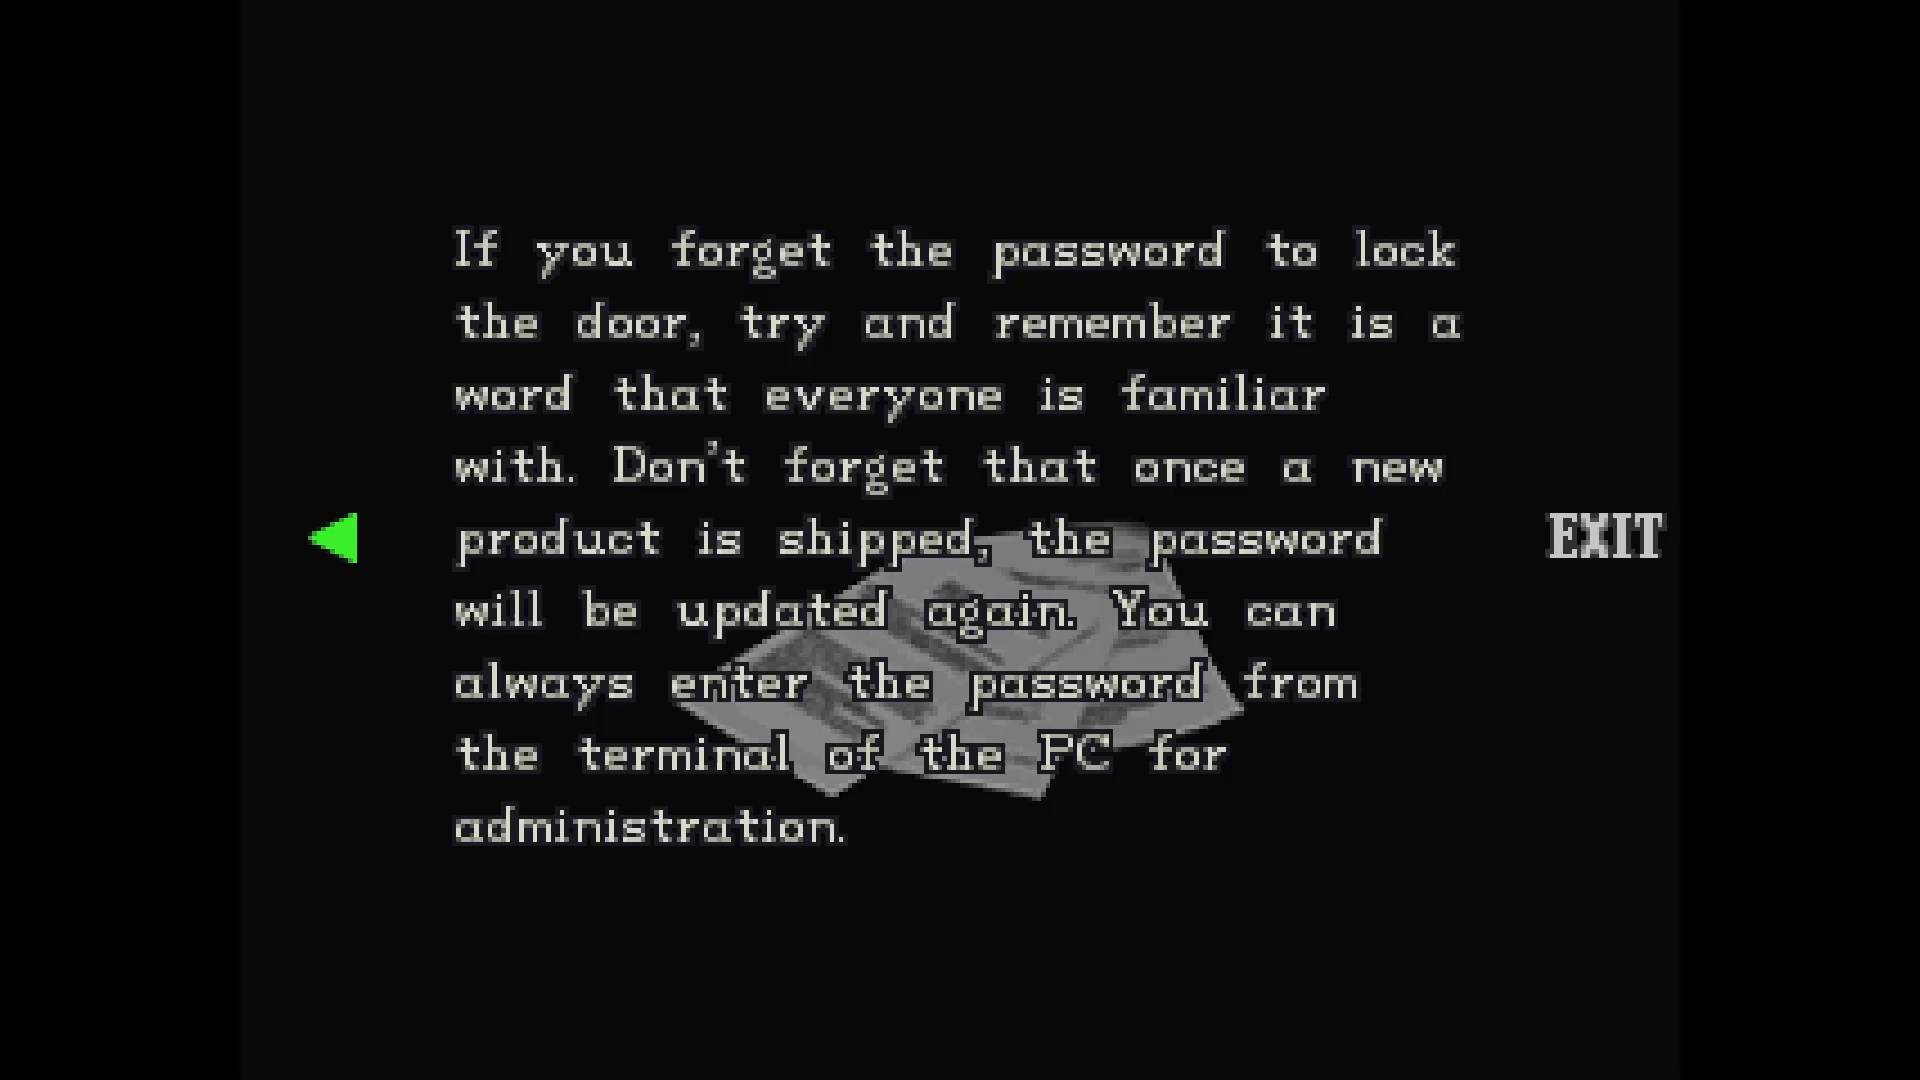 If you forget the password to lock
the door, try and remember it is a
word that everyone is familiar
with. Don't forget that once a new
product is shipped, the password
will be updated again. You can
always enter the password from
the terminal of the PC for
administration.
EXIT